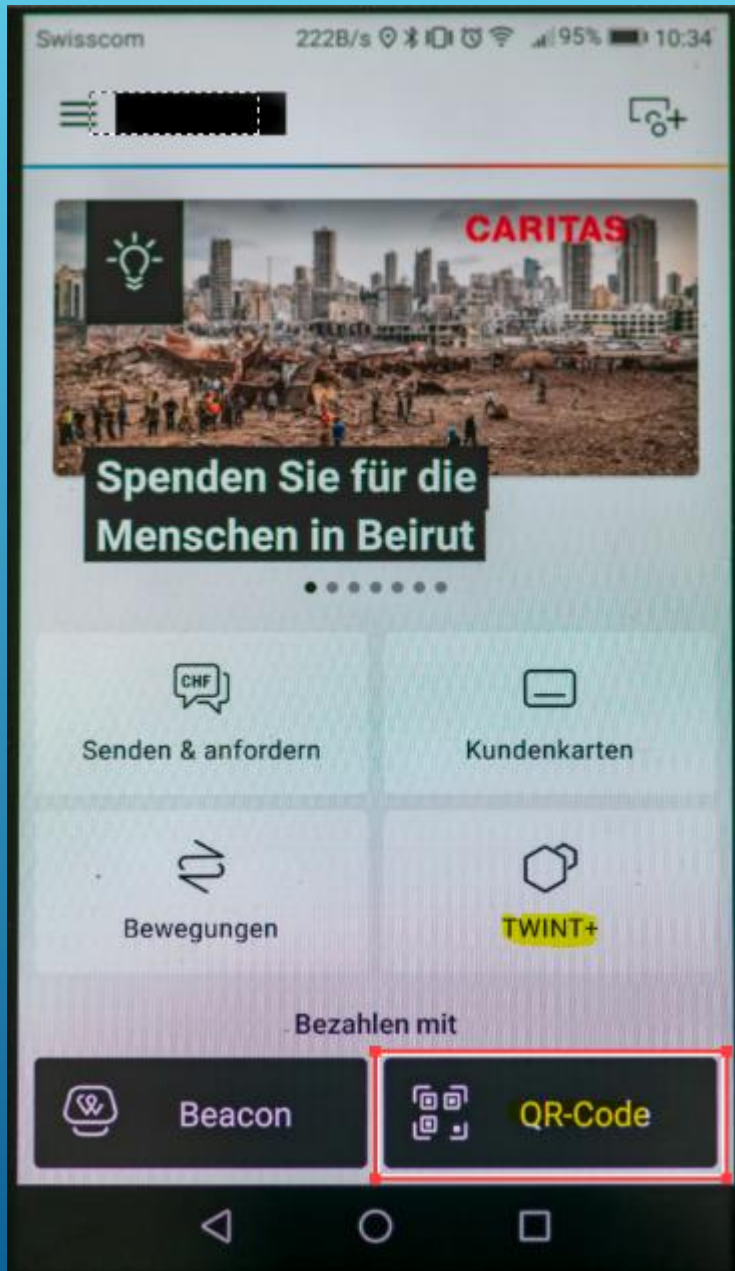 Swisscom 222B/s 95% 10:34
CARITAS
Spenden Sie für die
Menschen in Beirut
CHF
Senden & anfordern
Kundenkarten
Bewegungen
TWINT+
Bezahlen mit
Beacon
QR-Code